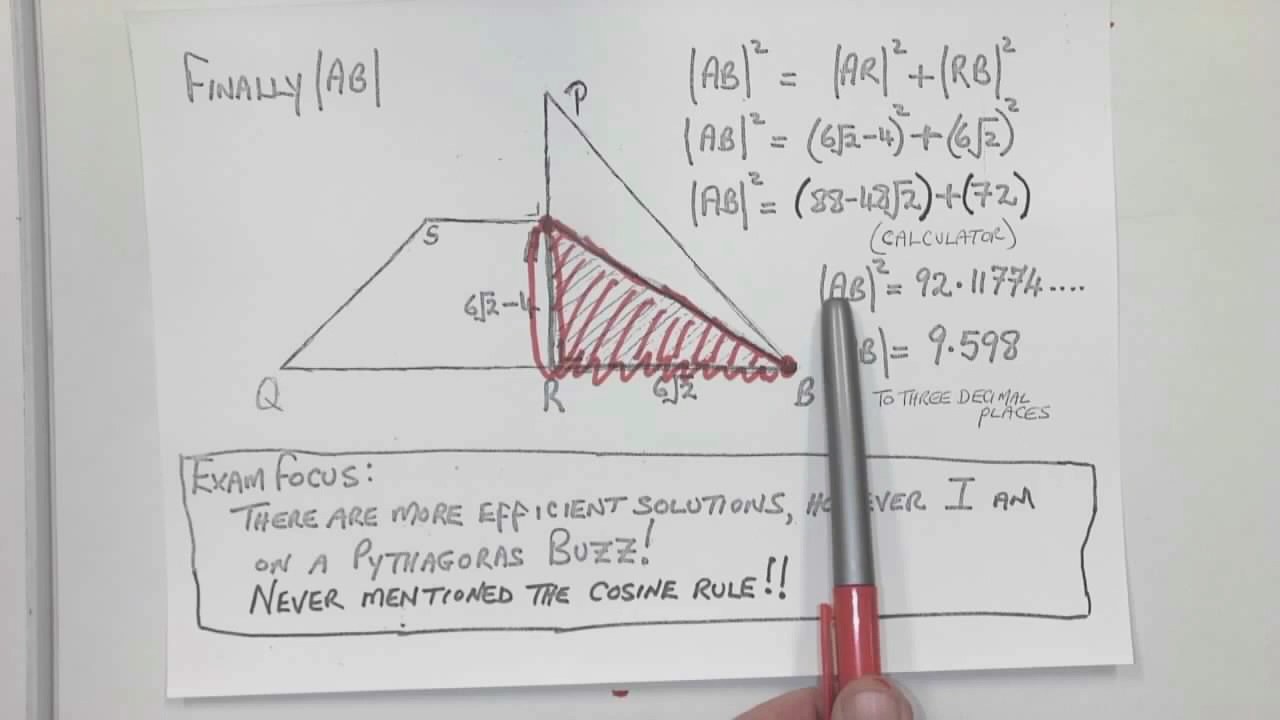 FINALLY |AB|
|AB|² = |AR|² + |RB|²
|AB|² = (6√2-4)² + (6√2)²
|AB|² = (88-48√2) + (72)
(CALCULATOR)
|AB|² = 92.11774....
B| = 9.598
TO THREE DECIMAL
PLACES
P
S
6√2-4
Q
R
6√2
B
EXAM FOCUS:
THERE ARE MORE EFFICIENT SOLUTIONS, HOWEVER I AM
ON A PYTHAGORAS BUZZ!
NEVER MENTIONED THE COSINE RULE!!